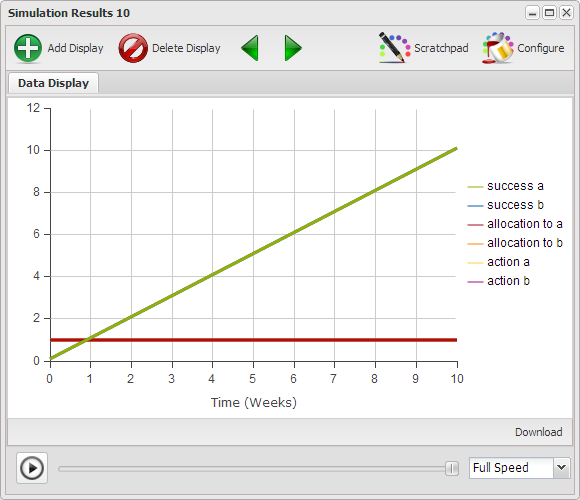 Simulation Results 10
Add Display Delete Display Scratchpad Configure
Data Display
12
10
8
6
4
2
0
0 1 2 3 4 5 6 7 8 9 10
Time (Weeks)
success a
success b
allocation to a
allocation to b
action a
action b
Download
Full Speed